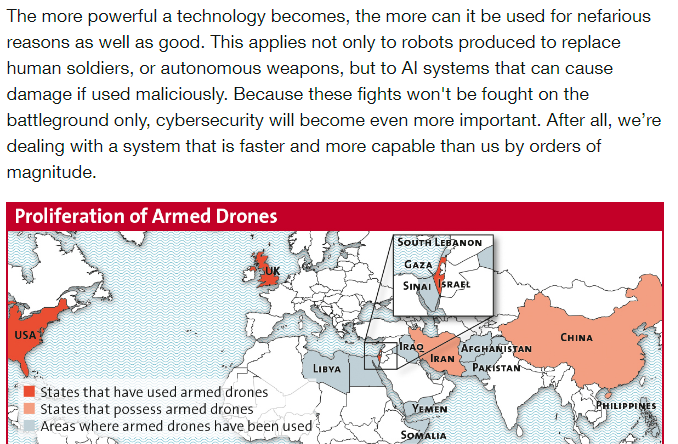 The more powerful a technology becomes, the more can it be used for nefarious
reasons as well as good. This applies not only to robots produced to replace
human soldiers, or autonomous weapons, but to AI systems that can cause
damage if used maliciously. Because these fights won't be fought on the
battleground only, cybersecurity will become even more important. After all, we’re
dealing with a system that is faster and more capable than us by orders of
magnitude.
Proliferation of Armed Drones
South Lebanon
Gaza
Sinai Israel
UK
USA
China
Iraq
Iran
Afghanistan
Pakistan
Libya
States that have used armed drones
States that possess armed drones
Areas where armed drones have been used
Yemen
Philippines
Somalia